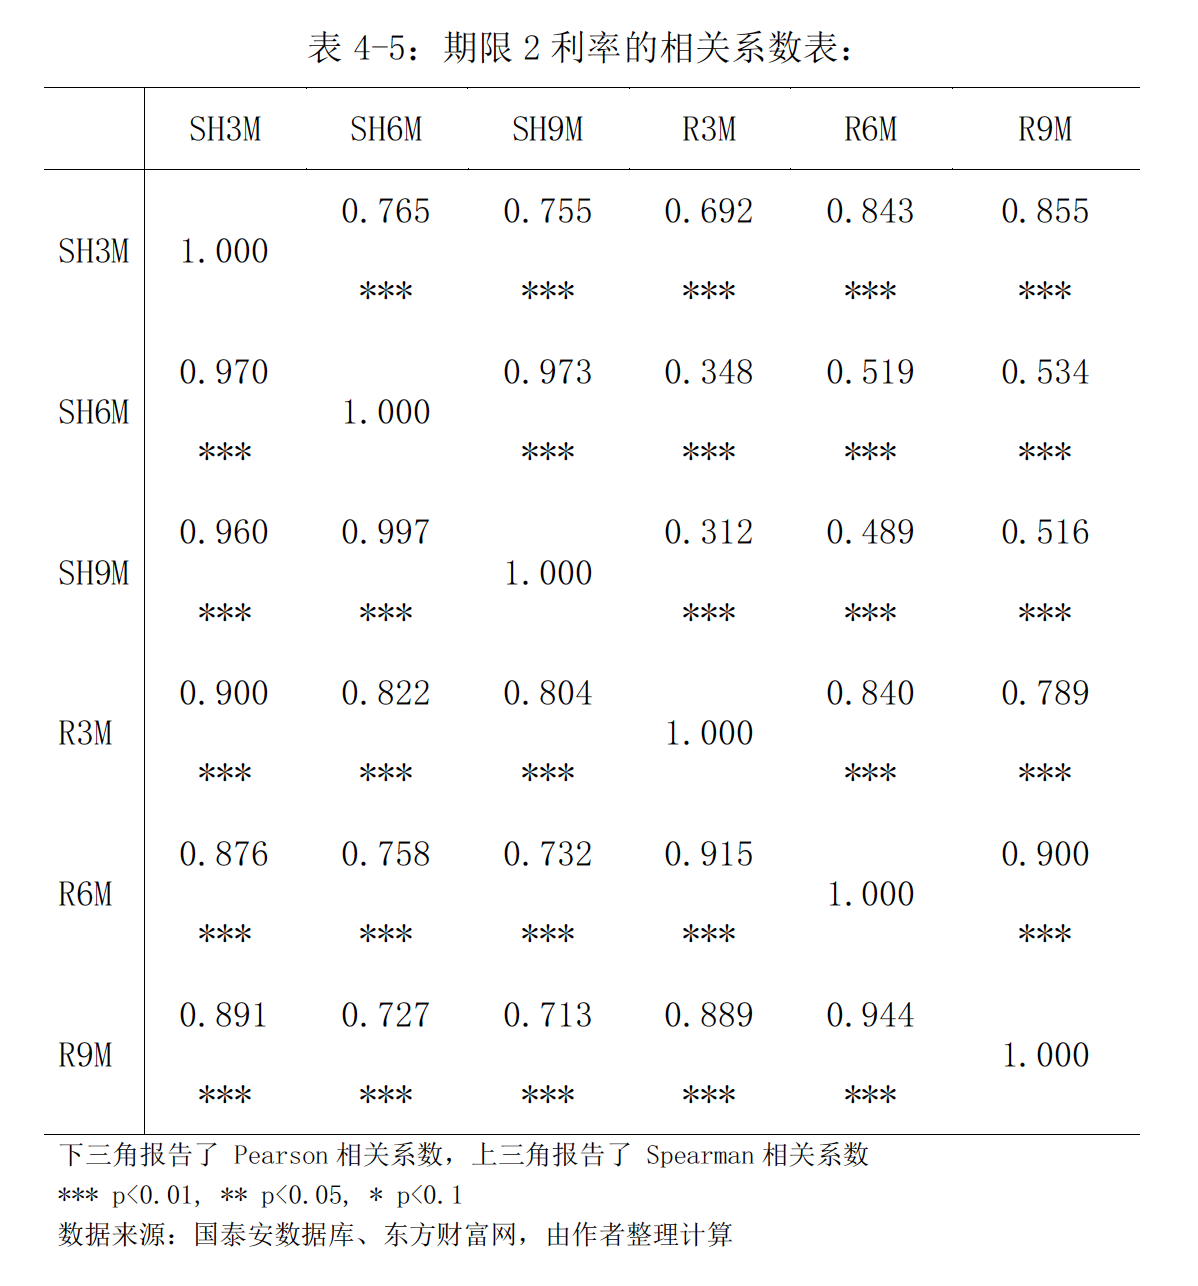 表 4-5：期限 2 利率的相关系数表：
SH3M SH6M SH9M R3M R6M R9M
0.765 0.755 0.692 0.843 0.855
SH3M 1.000
*** *** *** *** ***
0.970 0.973 0.348 0.519 0.534
SH6M 1.000
*** *** *** *** ***
0.960 0.997 0.312 0.489 0.516
SH9M 1.000
*** *** *** *** ***
0.900 0.822 0.804 0.840 0.789
R3M 1.000
*** *** *** *** ***
0.876 0.758 0.732 0.915 0.900
R6M 1.000
*** *** *** *** ***
0.891 0.727 0.713 0.889 0.944
R9M 1.000
*** *** *** *** ***
下三角报告了 Pearson 相关系数，上三角报告了 Spearman 相关系数
*** p<0.01, ** p<0.05, * p<0.1
数据来源：国泰安数据库、东方财富网，由作者整理计算